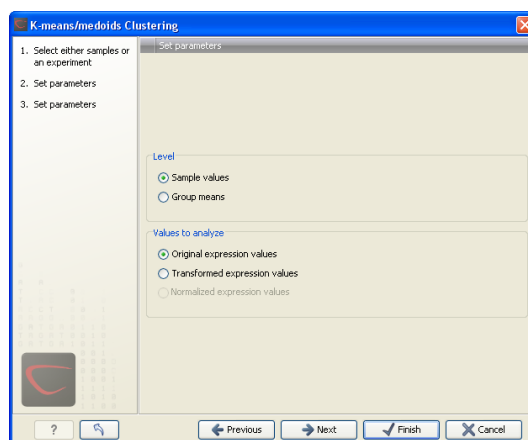 K-means/medoids Clustering
1. Select either samples or
an experiment
2. Set parameters
3. Set parameters
Set parameters
Level
Sample values
Group means
Values to analyze
Original expression values
Transformed expression values
Normalized expression values
?
Previous
Next
Finish
Cancel